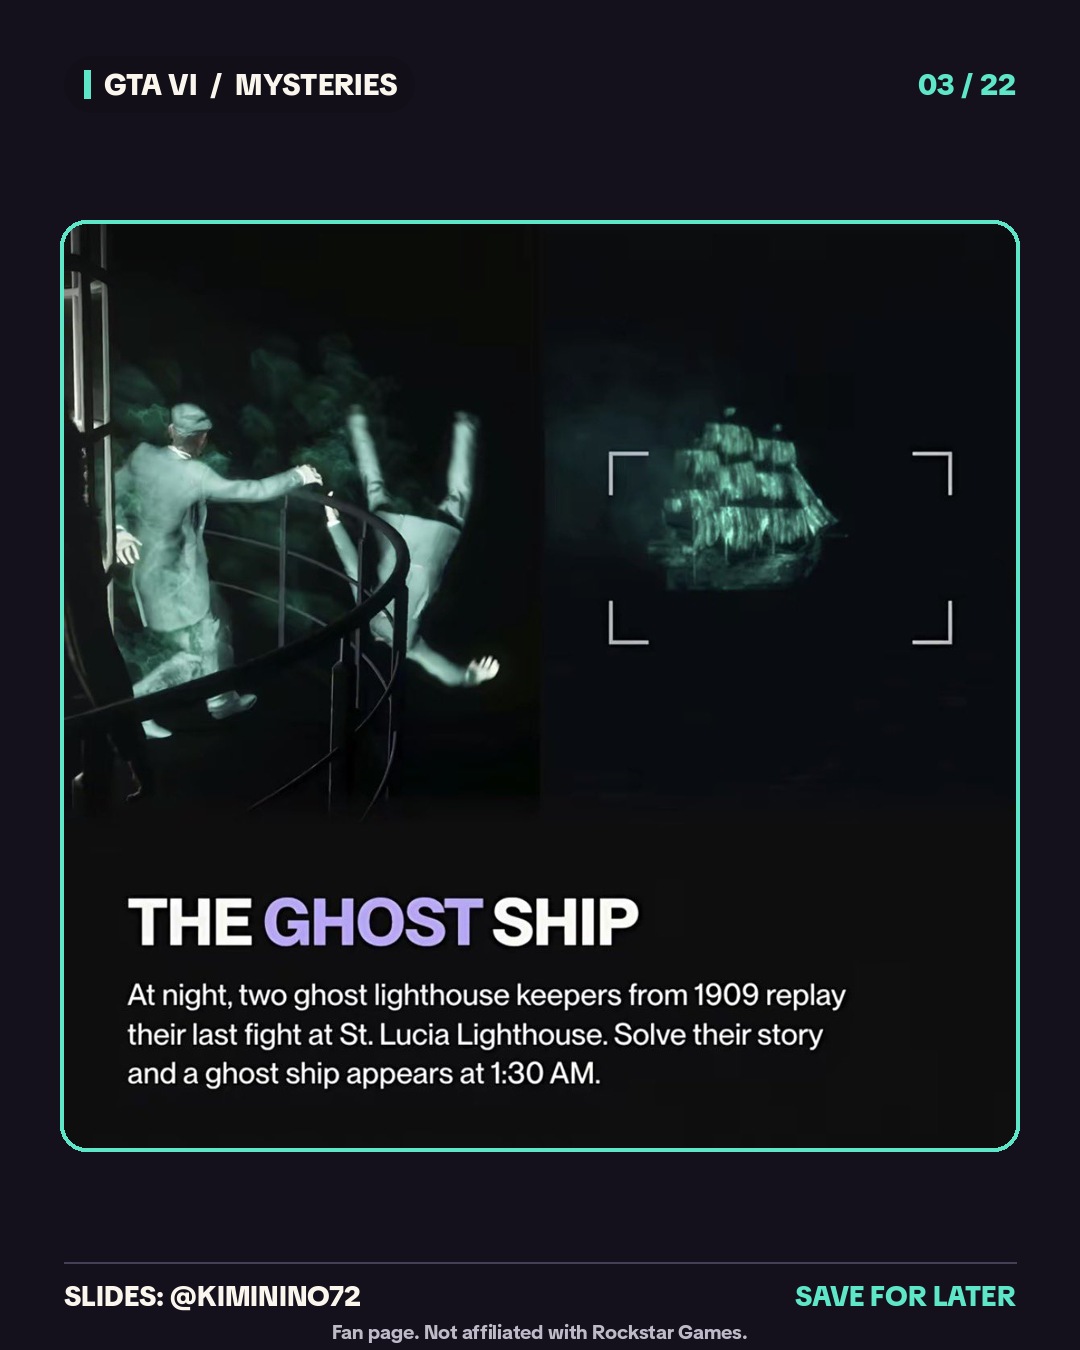 GTA VI / MYSTERIES
03 / 22
THE GHOST SHIP
At night, two ghost lighthouse keepers from 1909 replay
their last fight at St. Lucia Lighthouse. Solve their story
and a ghost ship appears at 1:30 AM.
SLIDES: @KIMININO72
SAVE FOR LATER
Fan page. Not affiliated with Rockstar Games.